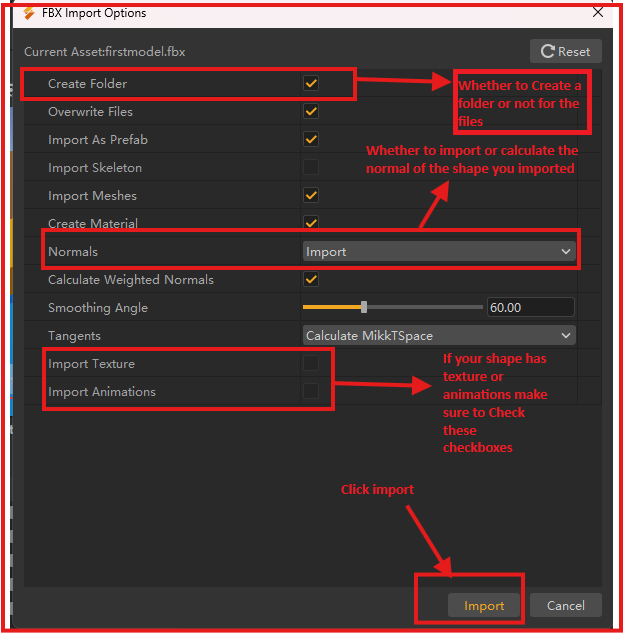 FBX Import Options
Current Asset:firstmodel.fbx
Reset
Create Folder
Whether to Create a
folder or not for the
files
Overwrite Files
Import As Prefab
Whether to import or calculate the
normal of the shape you imported
Import Skeleton
Import Meshes
Create Material
Normals
Import
Calculate Weighted Normals
Smoothing Angle
60.00
Tangents
Calculate MikkTSpace
Import Texture
Import Animations
If your shape has
texture or
animations make
sure to Check
these
checkboxes
Click import
Import
Cancel